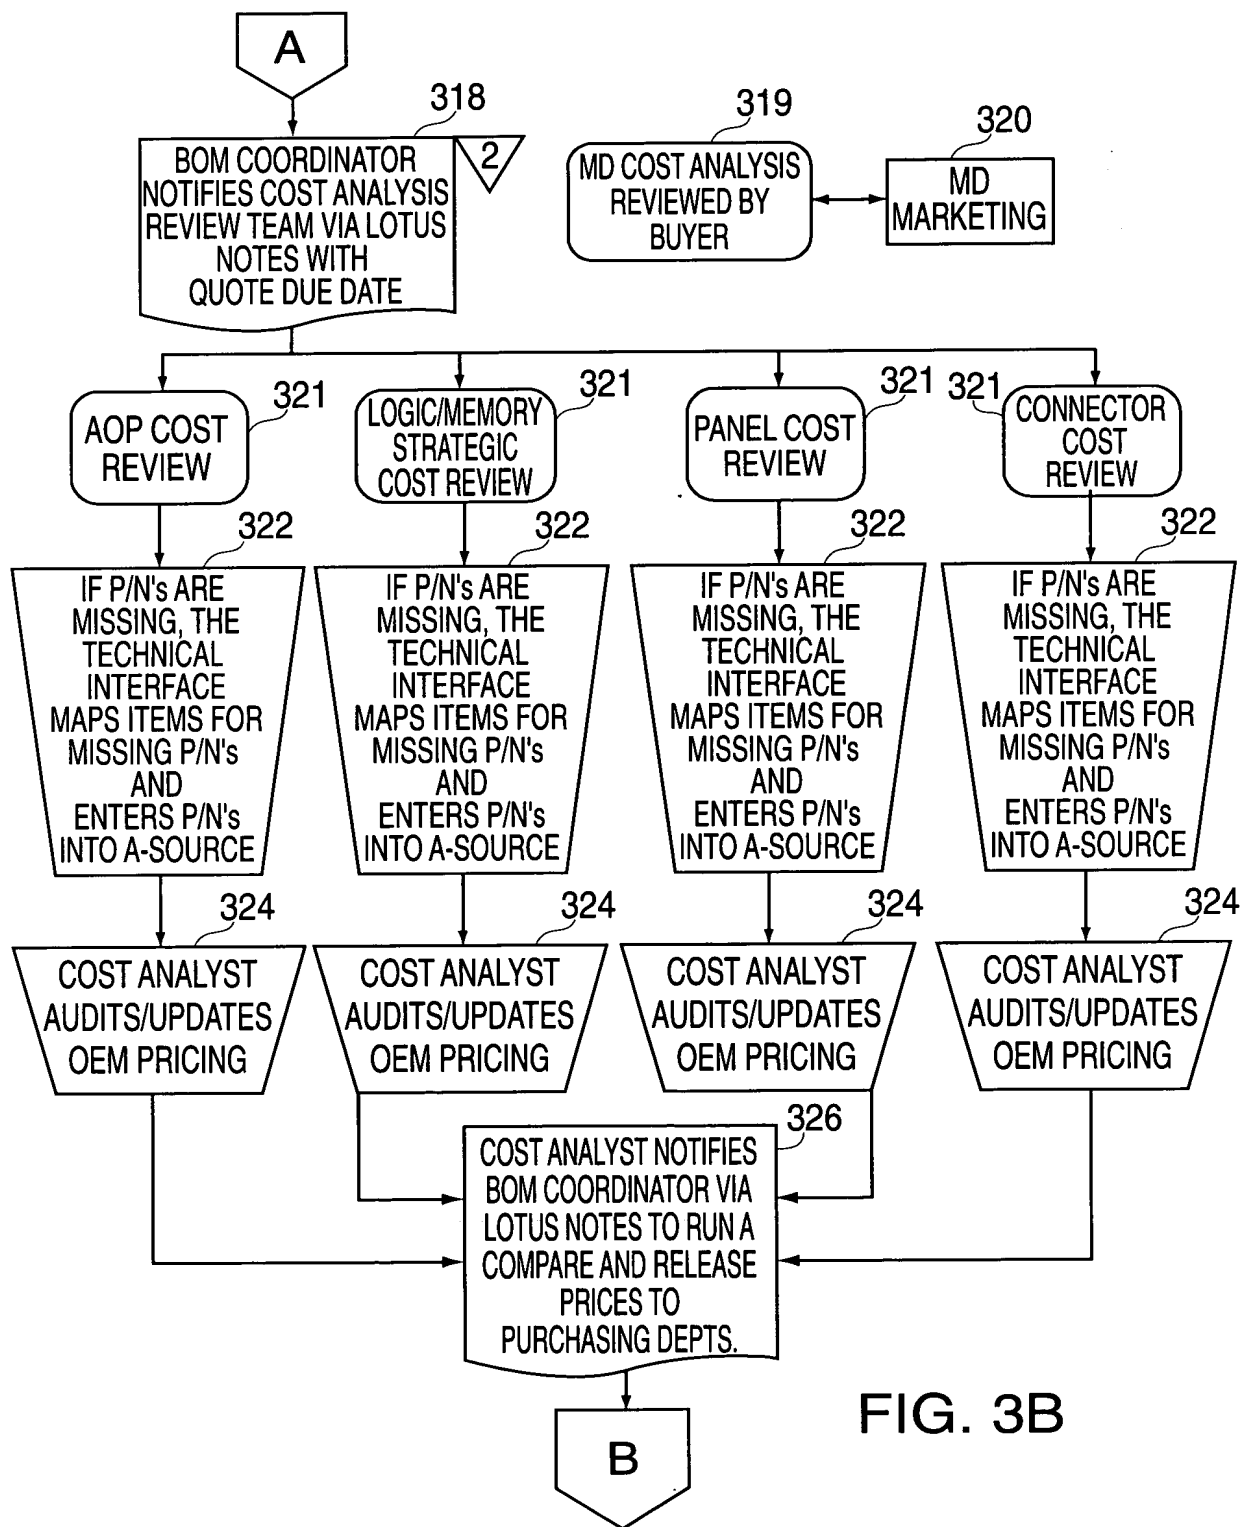 A
318
BOM COORDINATOR
NOTIFIES COST ANALYSIS
REVIEW TEAM VIA LOTUS
NOTES WITH
QUOTE DUE DATE
2
319
MD COST ANALYSIS
REVIEWED BY
BUYER
320
MD
MARKETING
321
AOP COST
REVIEW
321
LOGIC/MEMORY
STRATEGIC
COST REVIEW
321
PANEL COST
REVIEW
321
CONNECTOR
COST
REVIEW
322
IF P/N's ARE
MISSING, THE
TECHNICAL
INTERFACE
MAPS ITEMS FOR
MISSING P/N's
AND
ENTERS P/N's
INTO A-SOURCE
322
IF P/N's ARE
MISSING, THE
TECHNICAL
INTERFACE
MAPS ITEMS FOR
MISSING P/N's
AND
ENTERS P/N's
INTO A-SOURCE
322
IF P/N's ARE
MISSING, THE
TECHNICAL
INTERFACE
MAPS ITEMS FOR
MISSING P/N's
AND
ENTERS P/N's
INTO A-SOURCE
322
IF P/N's ARE
MISSING, THE
TECHNICAL
INTERFACE
MAPS ITEMS FOR
MISSING P/N's
AND
ENTERS P/N's
INTO A-SOURCE
324
COST ANALYST
AUDITS/UPDATES
OEM PRICING
324
COST ANALYST
AUDITS/UPDATES
OEM PRICING
324
COST ANALYST
AUDITS/UPDATES
OEM PRICING
324
COST ANALYST
AUDITS/UPDATES
OEM PRICING
326
COST ANALYST NOTIFIES
BOM COORDINATOR VIA
LOTUS NOTES TO RUN A
COMPARE AND RELEASE
PRICES TO
PURCHASING DEPTS.
B
FIG. 3B